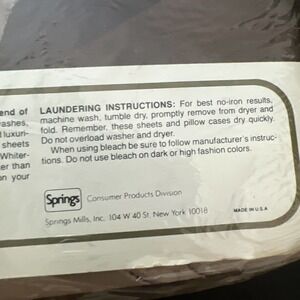 end of
ashes,
luxuri-
sheets
Whiter-
er than
on your
LAUNDERING INSTRUCTIONS: For best no-iron results,
machine wash, tumble dry, promptly remove from dryer and
fold. Remember, these sheets and pillow cases dry quickly.
Do not overload washer and dryer.
When using bleach be sure to follow manufacturer's instruc-
tions. Do not use bleach on dark or high fashion colors.
Springs Consumer Products Division
Springs Mills, Inc. 104 W 40 St. New York 10018
MADE IN U.S.A.